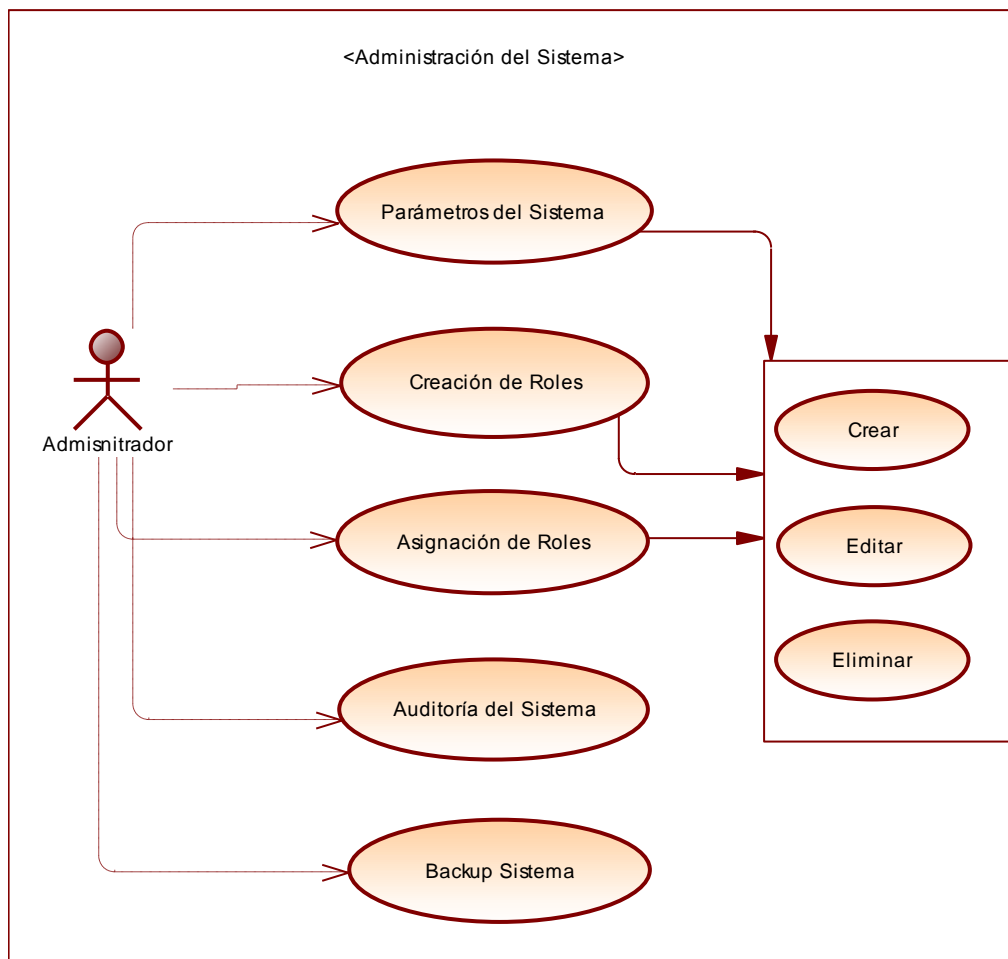 <Administración del Sistema>
Parámetros del Sistema
Creación de Roles
Admisnitrador
Asignación de Roles
Auditoría del Sistema
Backup Sistema
Crear
Editar
Eliminar